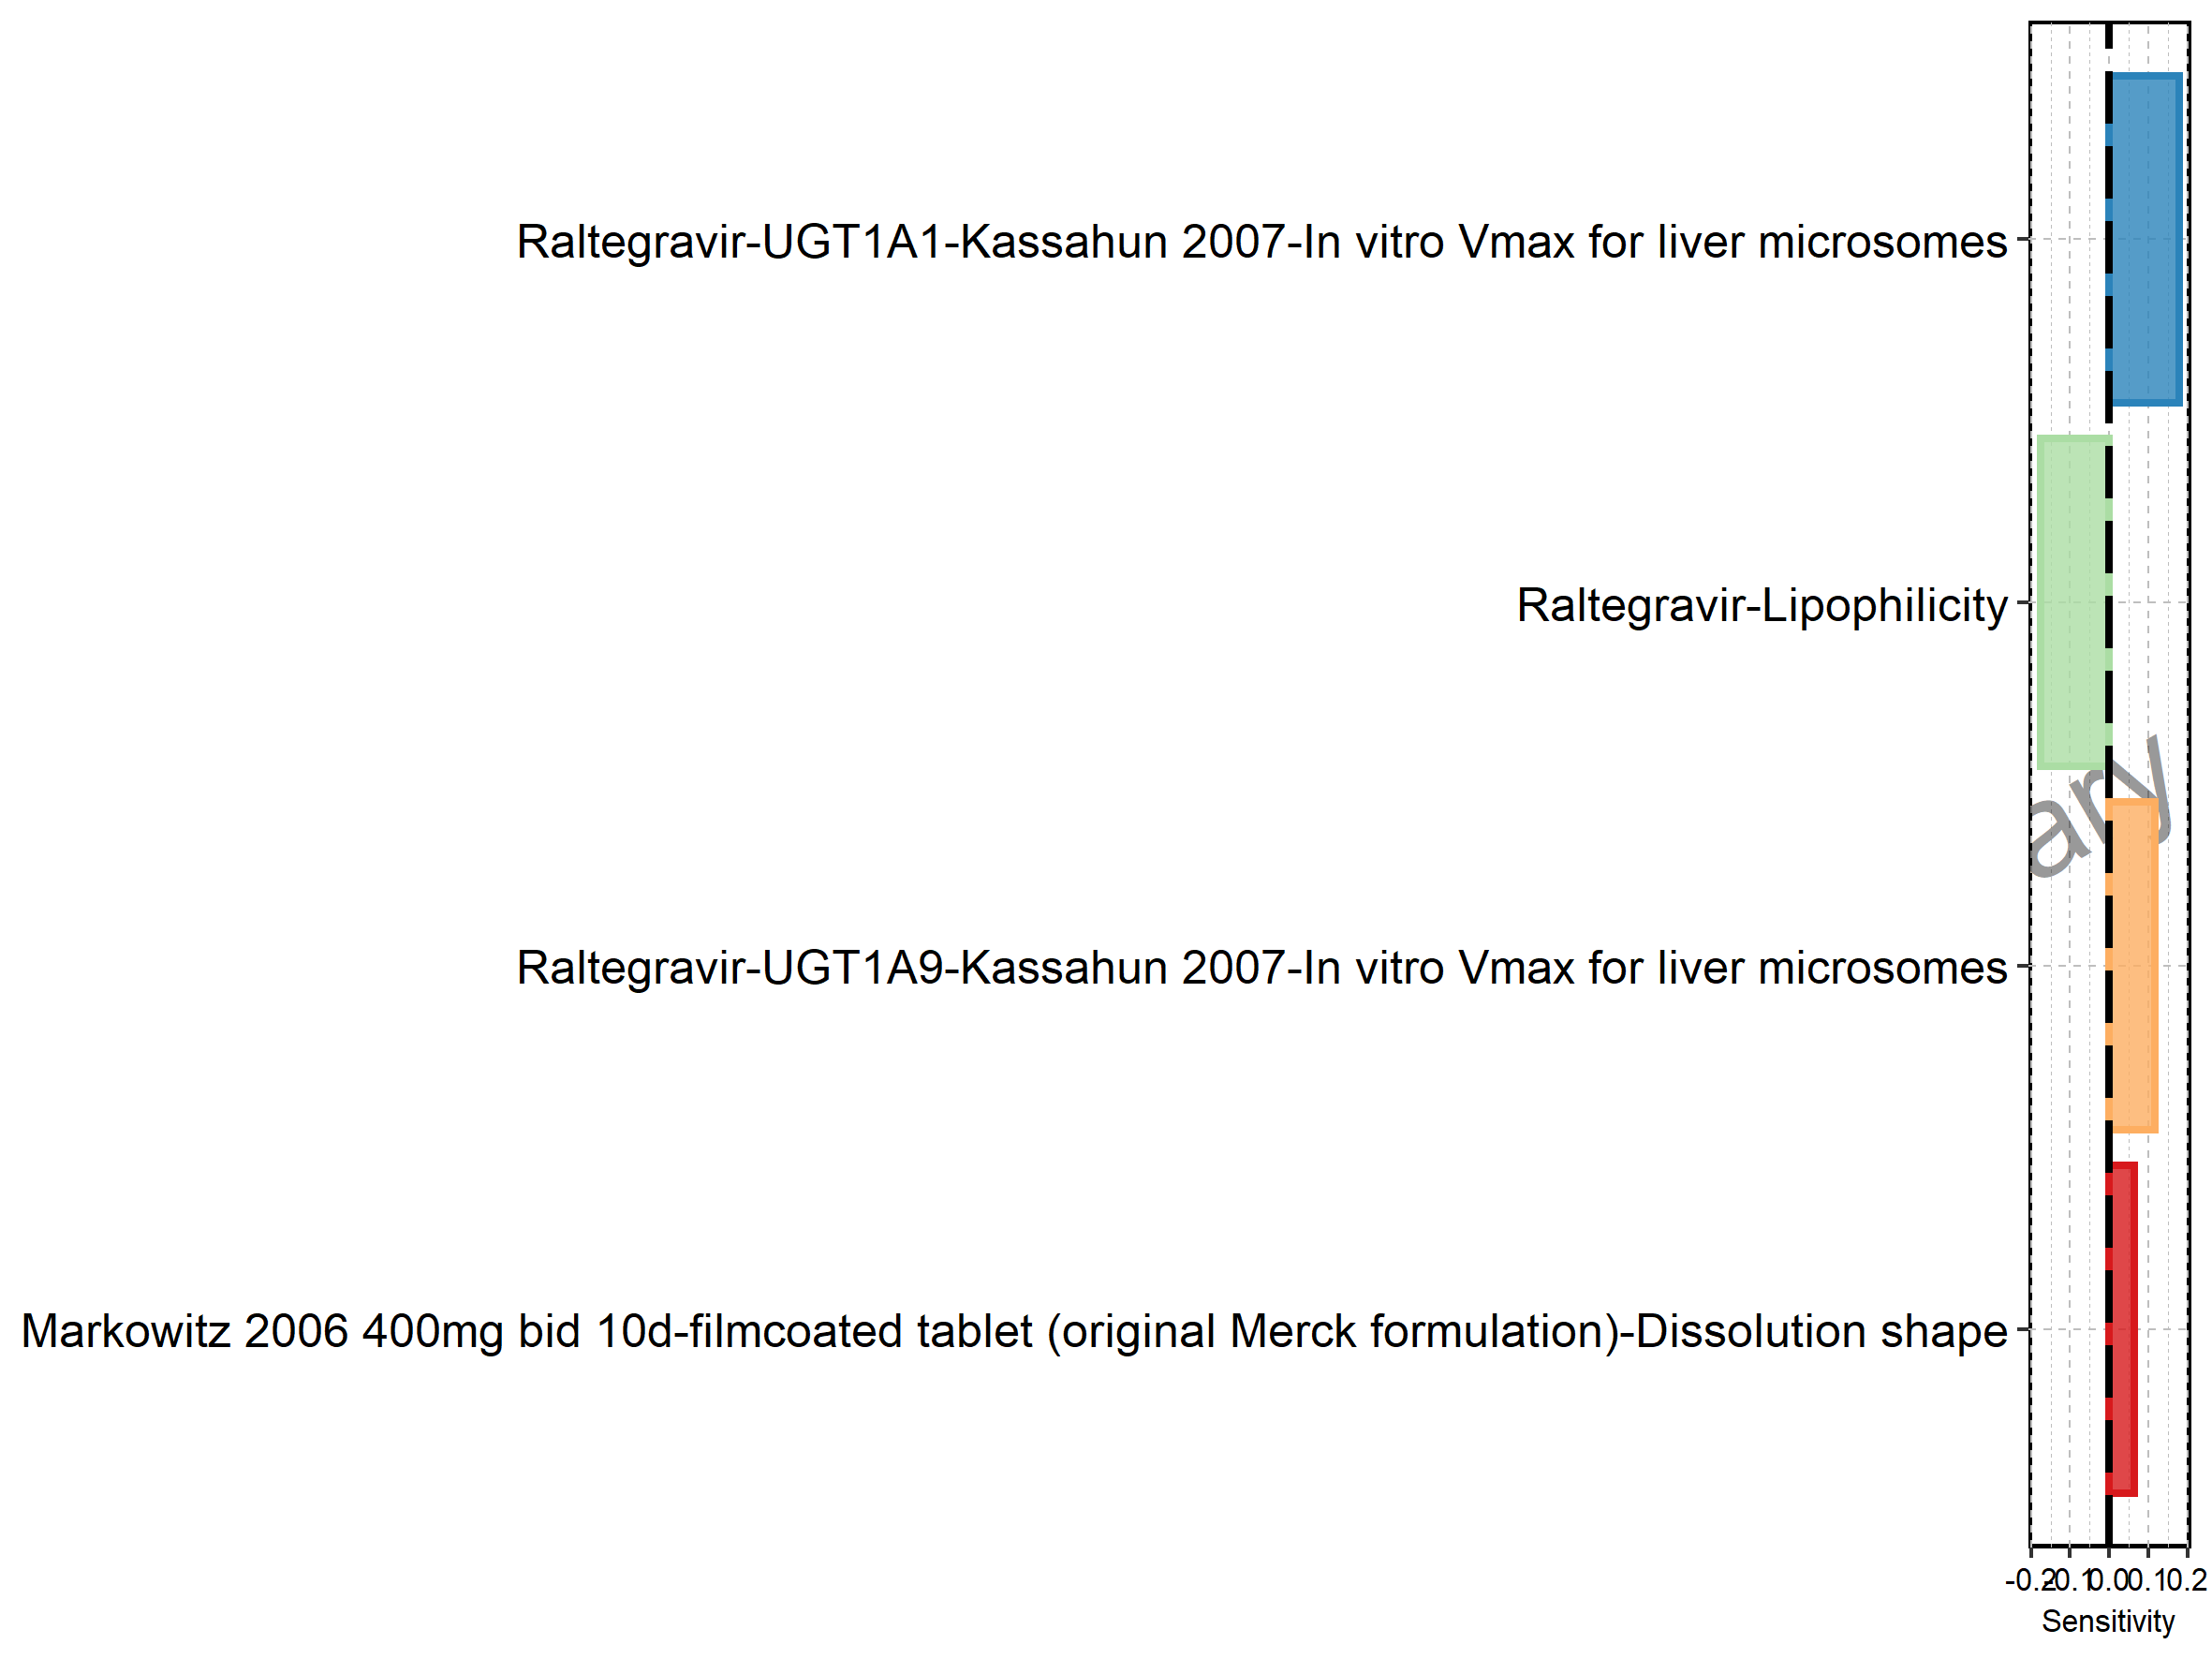 Raltegravir-UGT1A1-Kassahun 2007-In vitro Vmax for liver microsomes
Raltegravir-Lipophilicity
ary
Raltegravir-UGT1A9-Kassahun 2007-In vitro Vmax for liver microsomes
Markowitz 2006 400mg bid 10d-filmcoated tablet (original Merck formulation)-Dissolution shape
-0.2 -0.1 0.0 0.1 0.2
Sensitivity